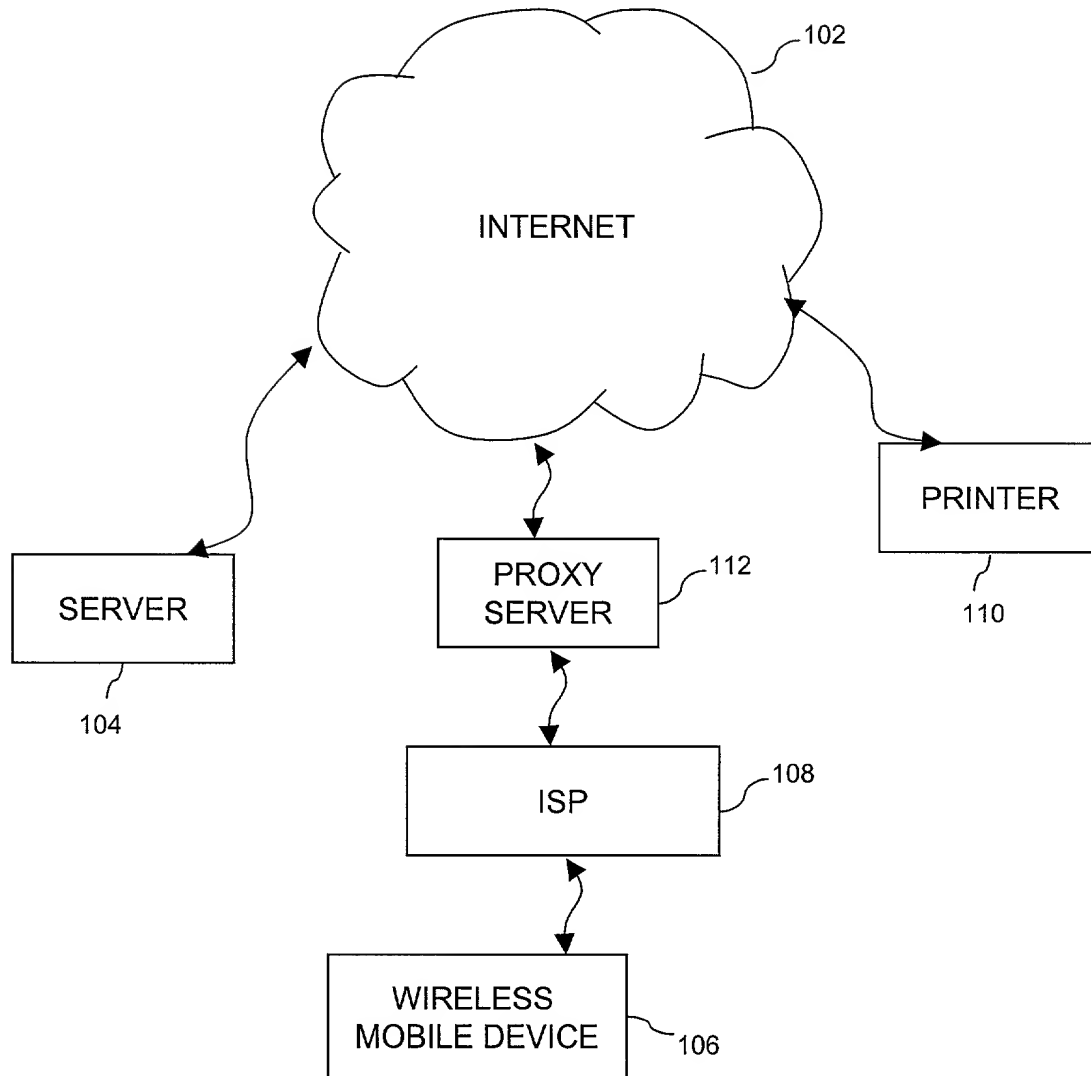 102
INTERNET
PRINTER
110
SERVER
104
PROXY
SERVER
112
ISP
108
WIRELESS
MOBILE DEVICE
106